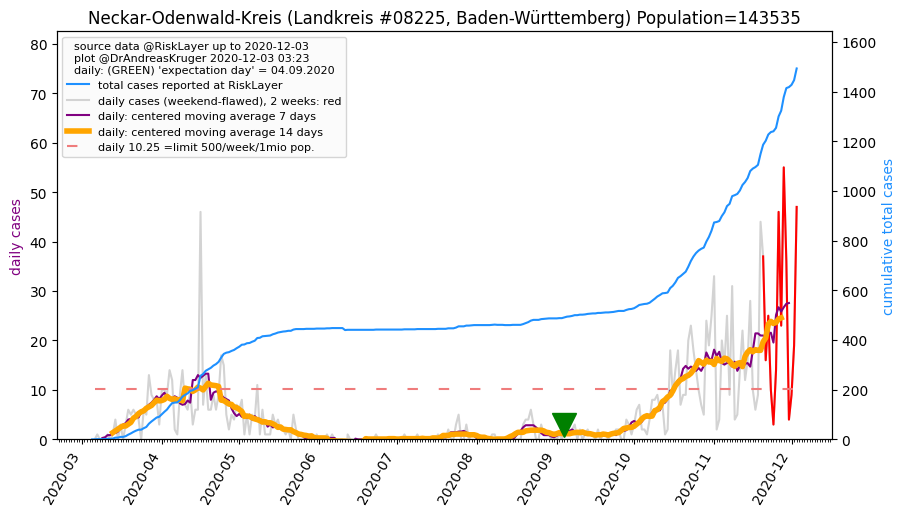 Neckar-Odenwald-Kreis (Landkreis #08225, Baden-Württemberg) Population=143535
source data @RiskLayer up to 2020-12-03
plot @DrAndreasKruger 2020-12-03 03:23
daily: (GREEN) 'expectation day' = 04.09.2020
total cases reported at RiskLayer
daily cases (weekend-flawed), 2 weeks: red
daily: centered moving average 7 days
daily: centered moving average 14 days
daily 10.25 =limit 500/week/1mio pop.
daily cases
80
70
60
50
40
30
20
10
0
cumulative total cases
1600
1400
1200
1000
800
600
400
200
0
2020-03
2020-04
2020-05
2020-06
2020-07
2020-08
2020-09
2020-10
2020-11
2020-12